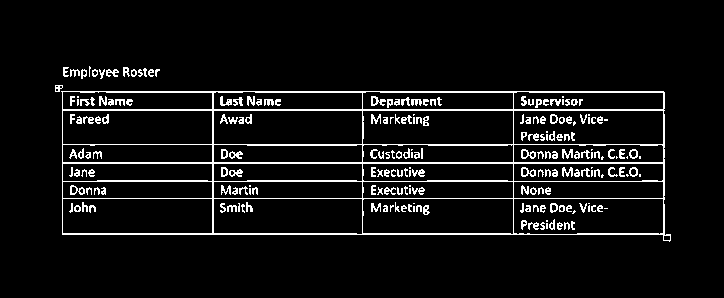 Employee Roster
First Name Last Name Department Supervisor
Fareed Awad Marketing Jane Doe, Vice-
President
Adam Doe Custodial Donna Martin, C.E.O.
Jane Doe Executive Donna Martin, C.E.O.
Donna Martin Executive None
John Smith Marketing Jane Doe, Vice-
President